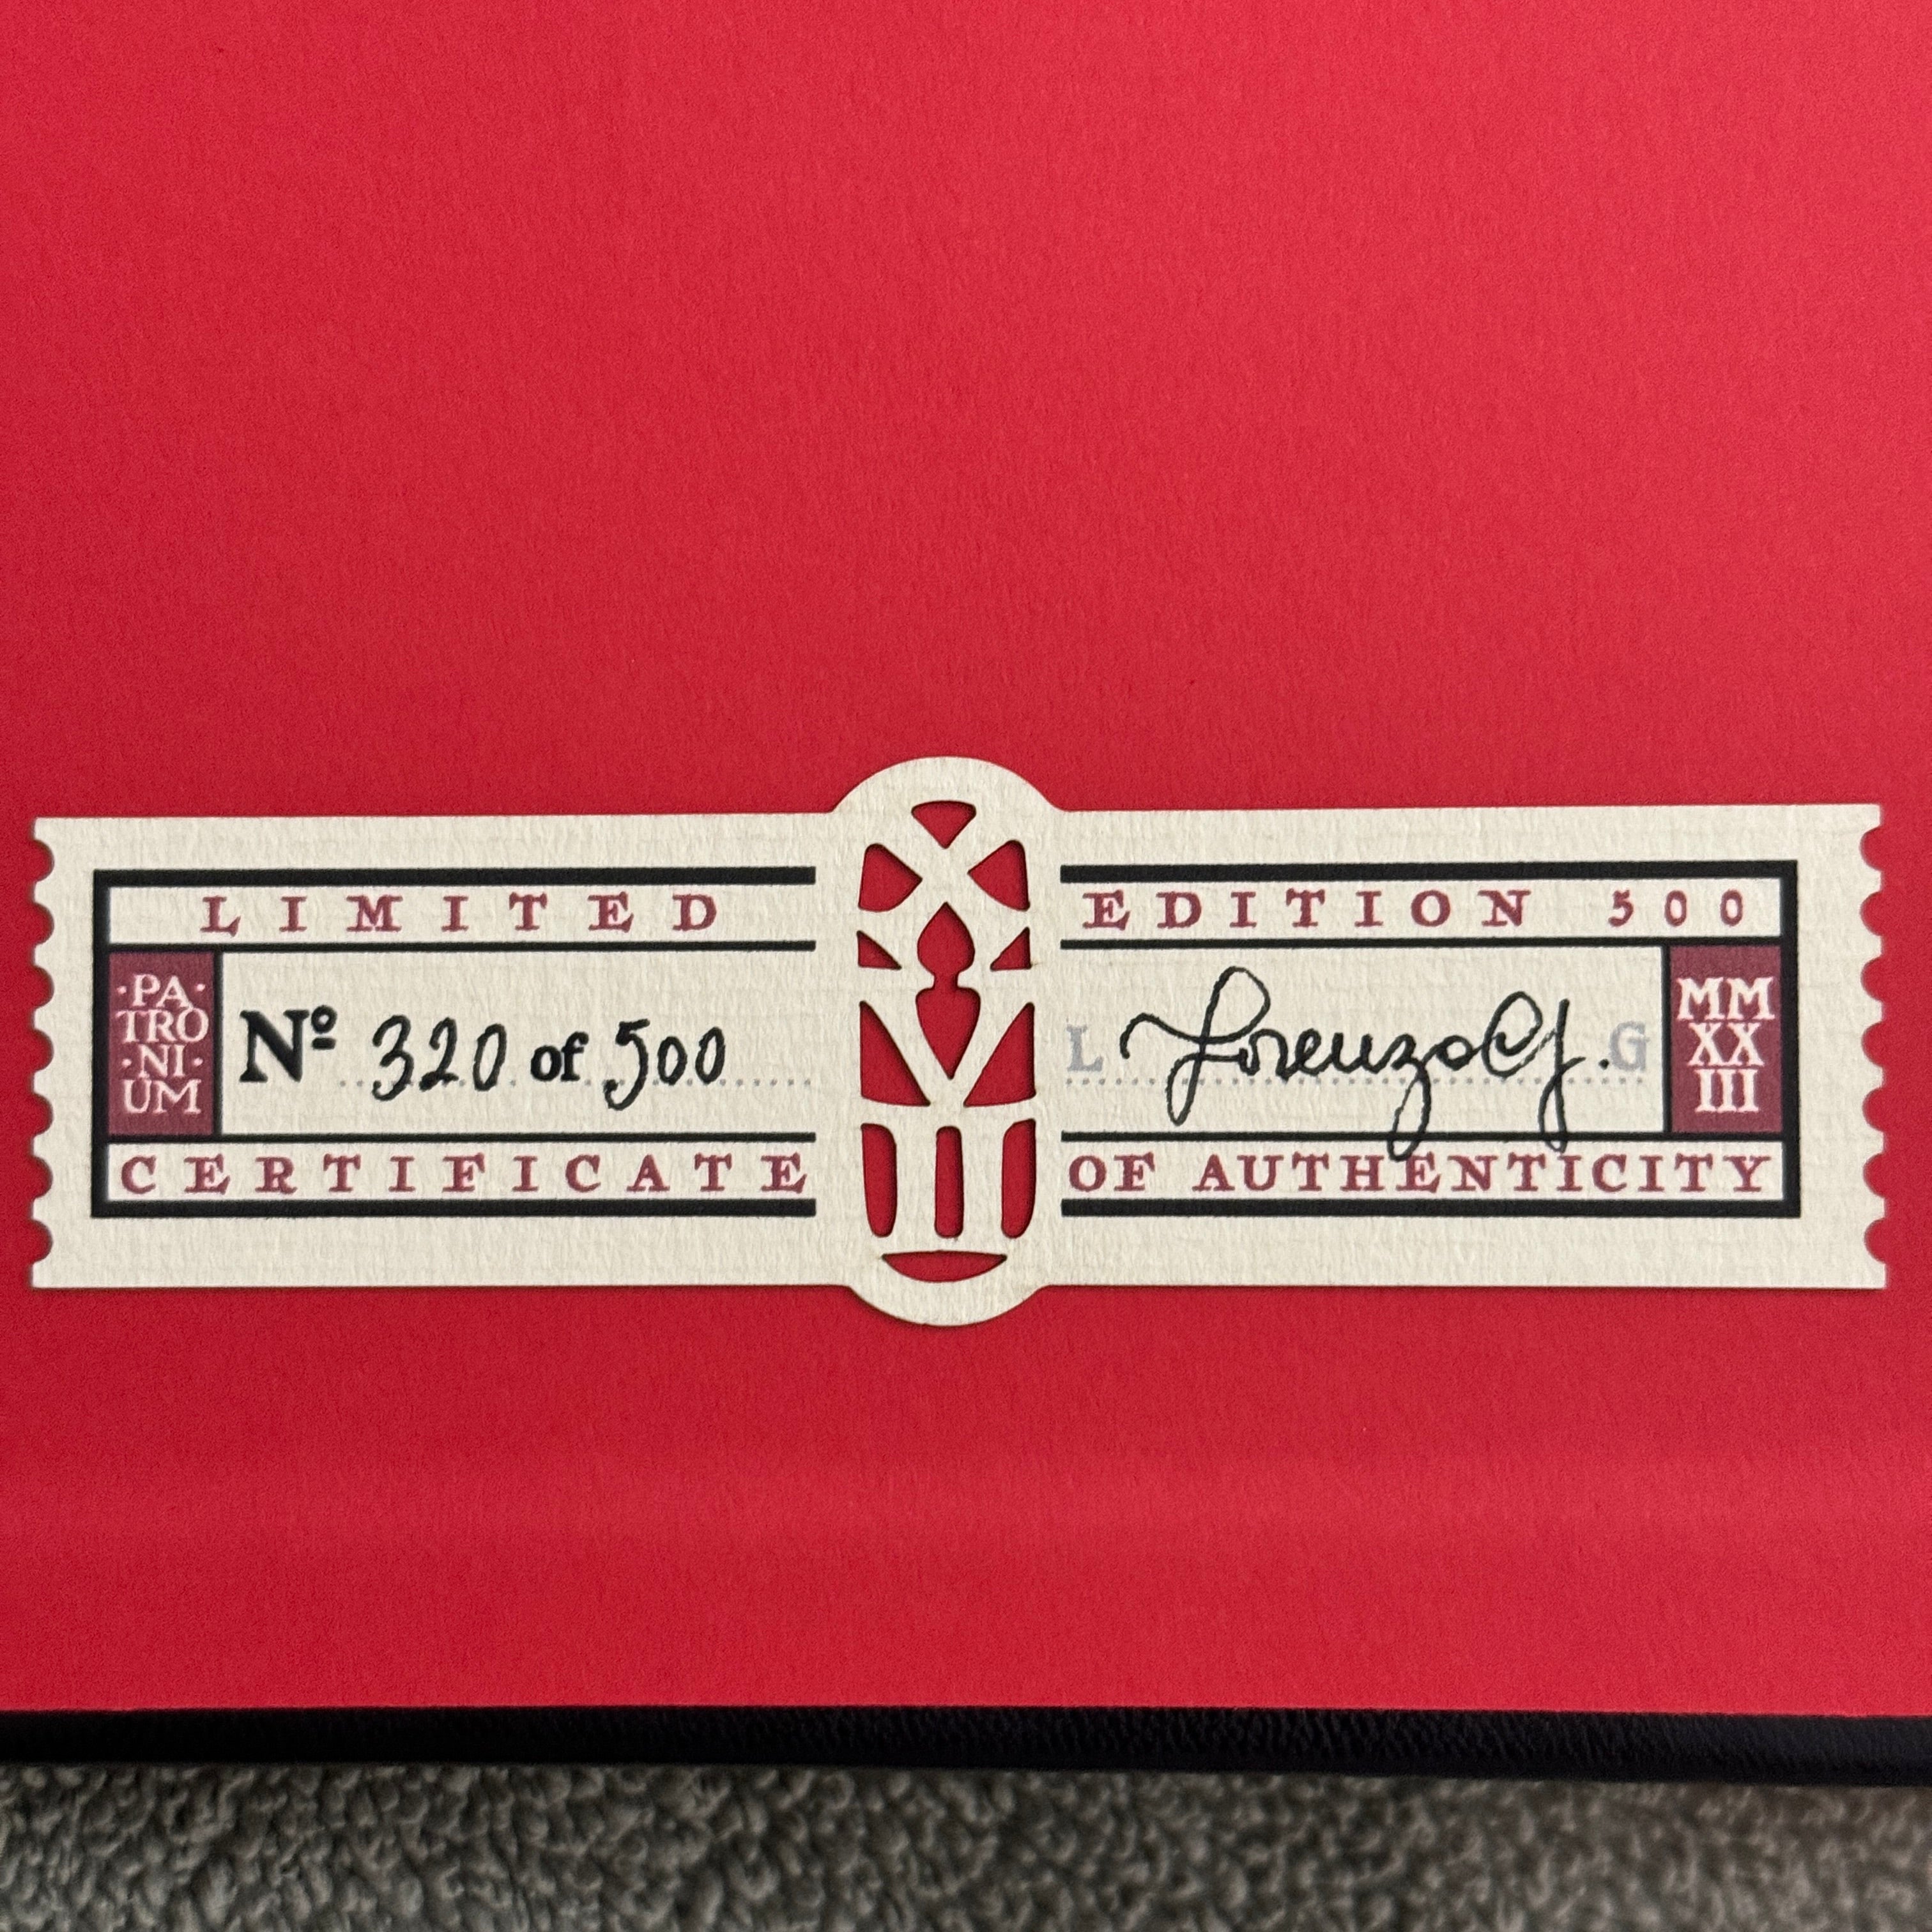 LIMITED EDITION 500
·PA·
TRO
·NI·
UM
Nº 320 of 500
L Lorenzo G. G
MM
XX
III
CERTIFICATE OF AUTHENTICITY